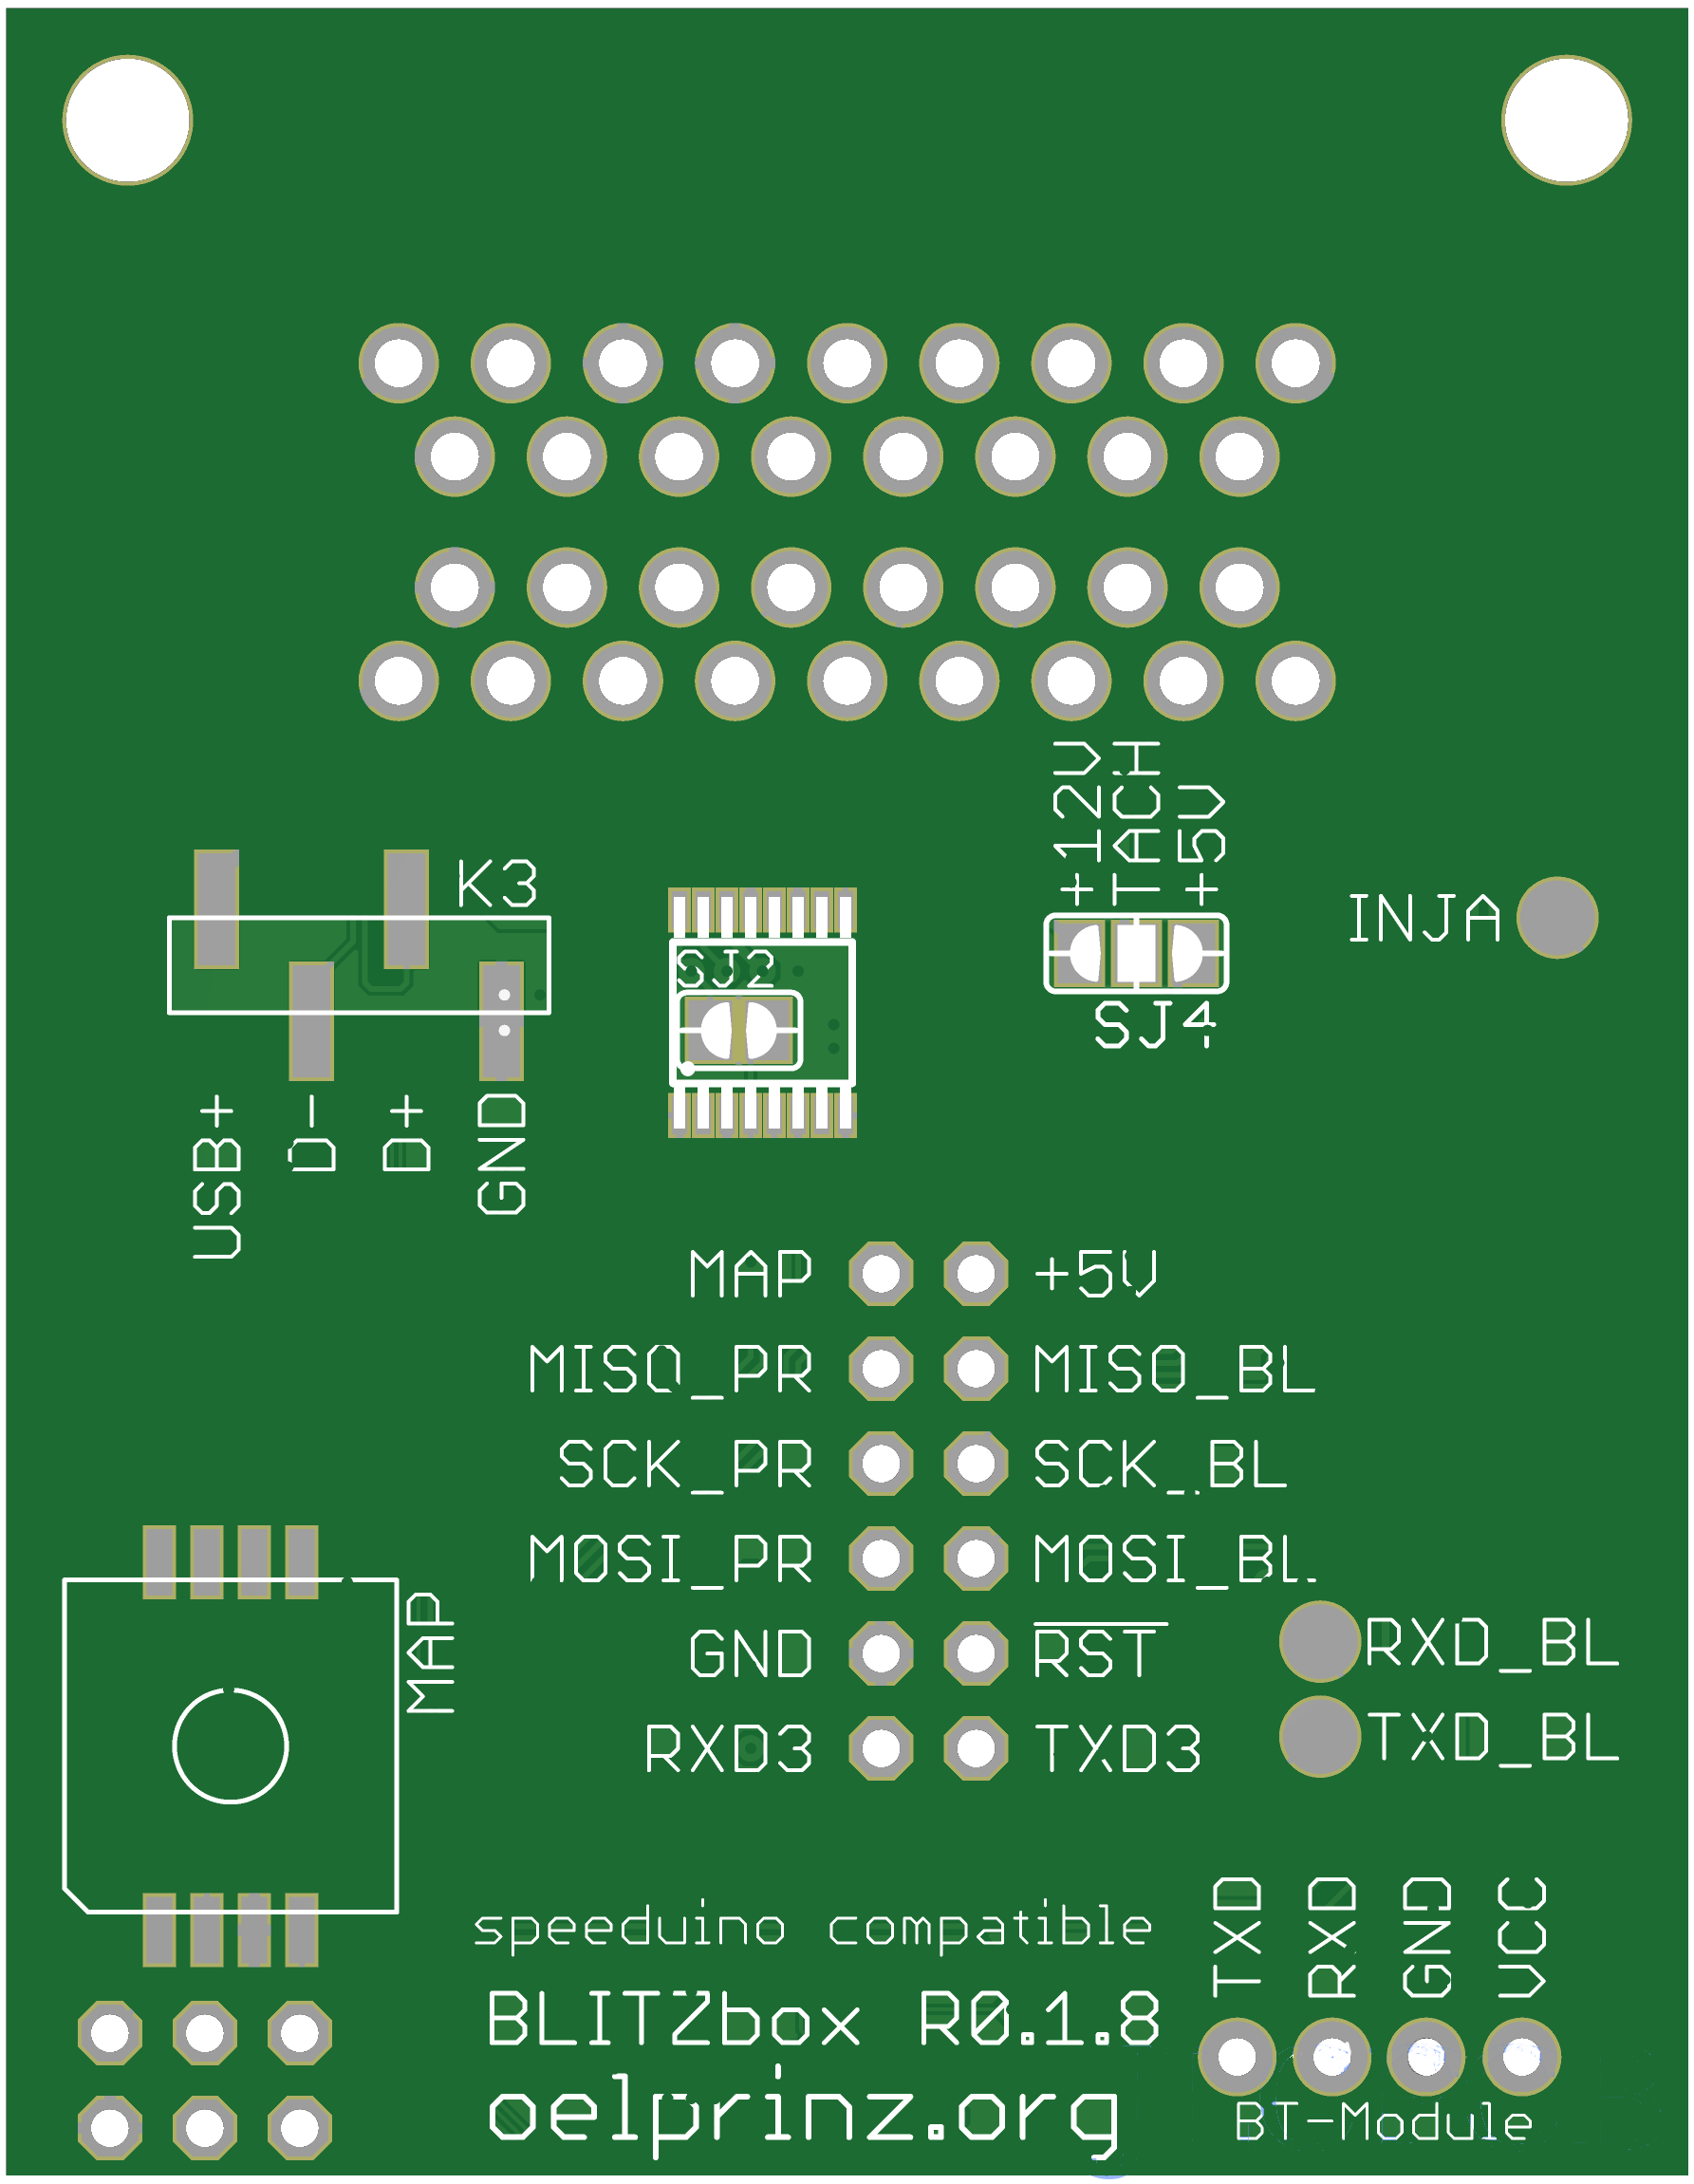 +12V
TACH
+5V
K3
INJA
SJ2
SJ4
USB+
D-
D+
GND
MAP +5V
MISO_PR MISO_BL
SCK_PR SCK_BL
MOSI_PR MOSI_BL
GND RST
RXD3 TXD3
MAP
RXD_BL
TXD_BL
TXD
RXD
GND
VCC
speeduino compatible
BLITZbox R0.1.8
oelprinz.org
BT-Module